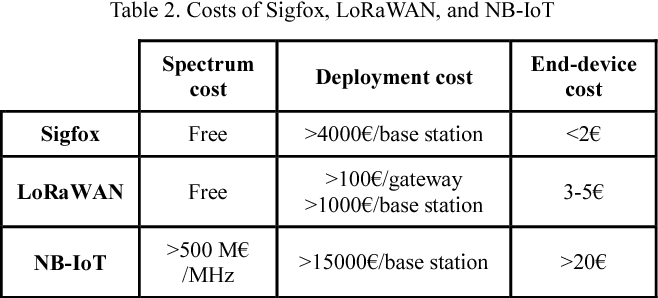 Table 2. Costs of Sigfox, LoRaWAN, and NB-IoT
Spectrum cost
Deployment cost
End-device cost
Sigfox
Free
>4000€/base station
<2€
LoRaWAN
Free
>100€/gateway
>1000€/base station
3-5€
NB-IoT
>500 M€
/MHz
>15000€/base station
>20€